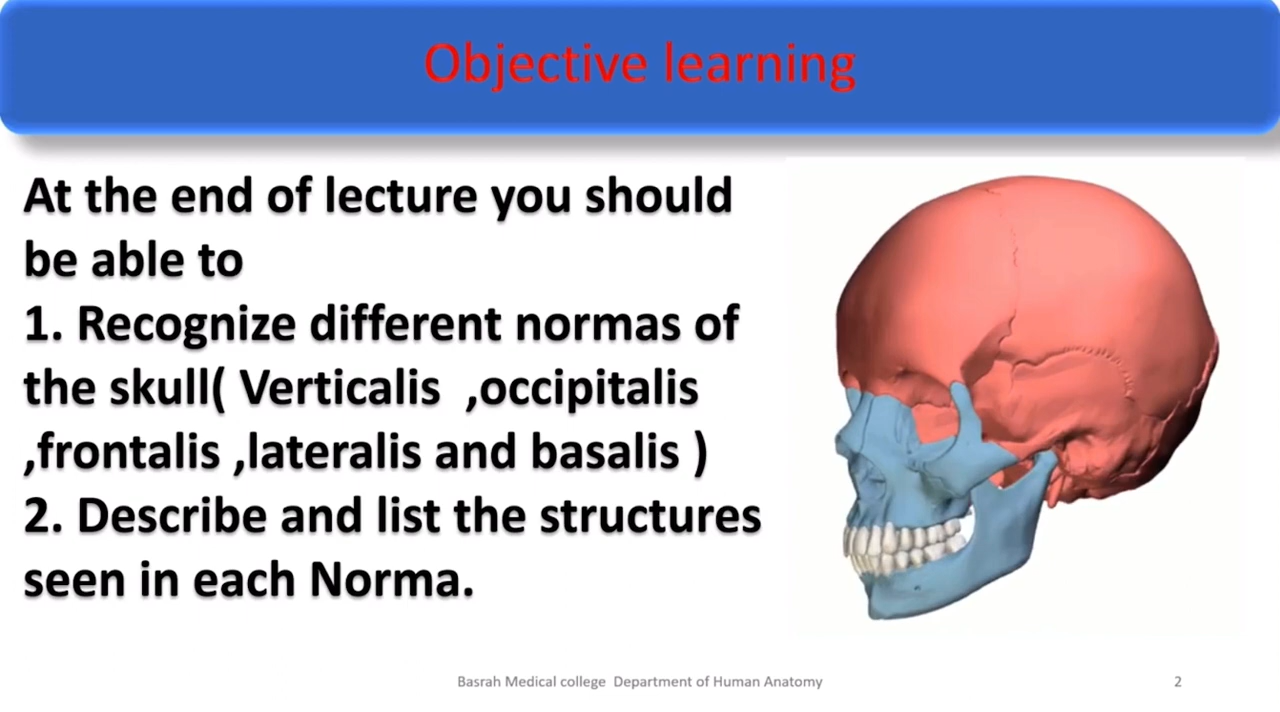 Objective learning
At the end of lecture you should
be able to
1. Recognize different normas of
the skull( Verticalis  ,occipitalis
,frontalis ,lateralis and basalis )
2. Describe and list the structures
seen in each Norma.
Basrah Medical college  Department of Human Anatomy
2